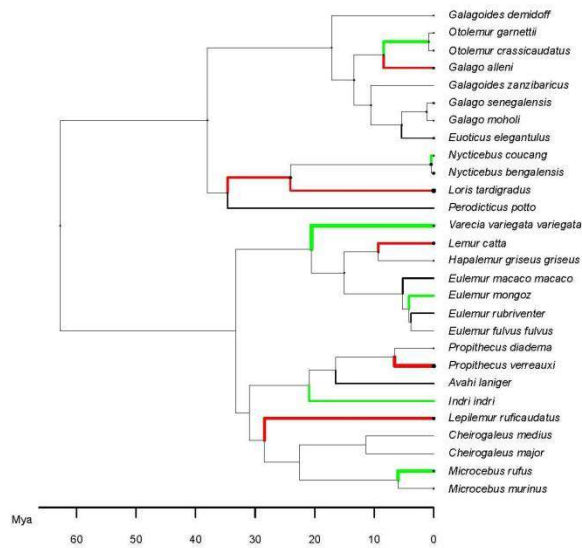 Galagoides demidoff
Otolemur garnettii
Otolemur crassicaudatus
Galago alleni
Galagoides zanzibaricus
Galago senegalensis
Galago moholi
Euoticus elegantulus
Nycticebus coucang
Nycticebus bengalensis
Loris tardigradus
Perodicticus potto
Varecia variegata variegata
Lemur catta
Hapalemur griseus griseus
Eulemur macaco macaco
Eulemur mongoz
Eulemur rubriventer
Eulemur fulvus fulvus
Propithecus diadema
Propithecus verreauxi
Avahi laniger
Indri indri
Lepilemur ruficaudatus
Cheirogaleus medius
Cheirogaleus major
Microcebus rufus
Microcebus murinus
Mya
60 50 40 30 20 10 0